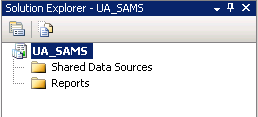 Solution Explorer - UA_SAMS
UA_SAMS
Shared Data Sources
Reports